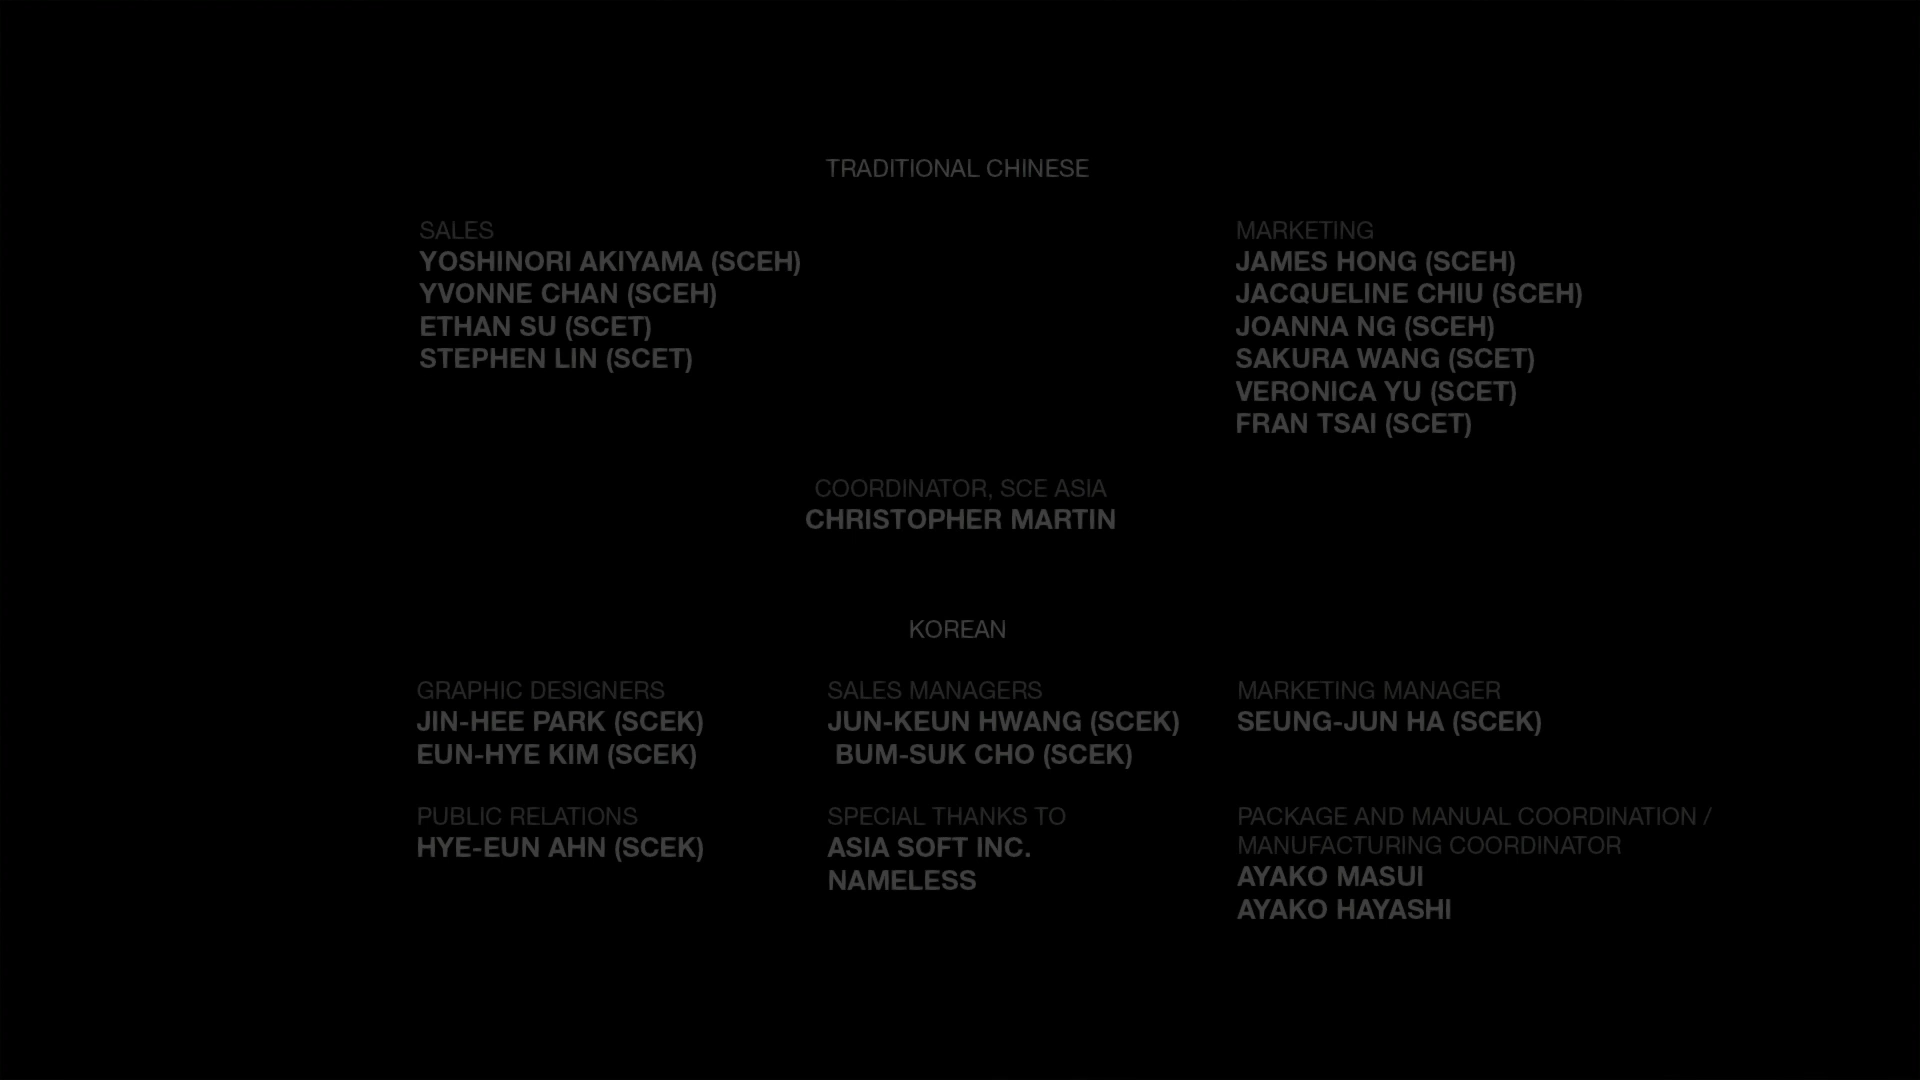 TRADITIONAL CHINESE
SALES
YOSHINORI AKIYAMA (SCEH)
YVONNE CHAN (SCEH)
ETHAN SU (SCET)
STEPHEN LIN (SCET)
MARKETING
JAMES HONG (SCEH)
JACQUELINE CHIU (SCEH)
JOANNA NG (SCEH)
SAKURA WANG (SCET)
VERONICA YU (SCET)
FRAN TSAI (SCET)
COORDINATOR, SCE ASIA
CHRISTOPHER MARTIN
KOREAN
GRAPHIC DESIGNERS
JIN-HEE PARK (SCEK)
EUN-HYE KIM (SCEK)
SALES MANAGERS
JUN-KEUN HWANG (SCEK)
BUM-SUK CHO (SCEK)
MARKETING MANAGER
SEUNG-JUN HA (SCEK)
PUBLIC RELATIONS
HYE-EUN AHN (SCEK)
SPECIAL THANKS TO
ASIA SOFT INC.
NAMELESS
PACKAGE AND MANUAL COORDINATION /
MANUFACTURING COORDINATOR
AYAKO MASUI
AYAKO HAYASHI